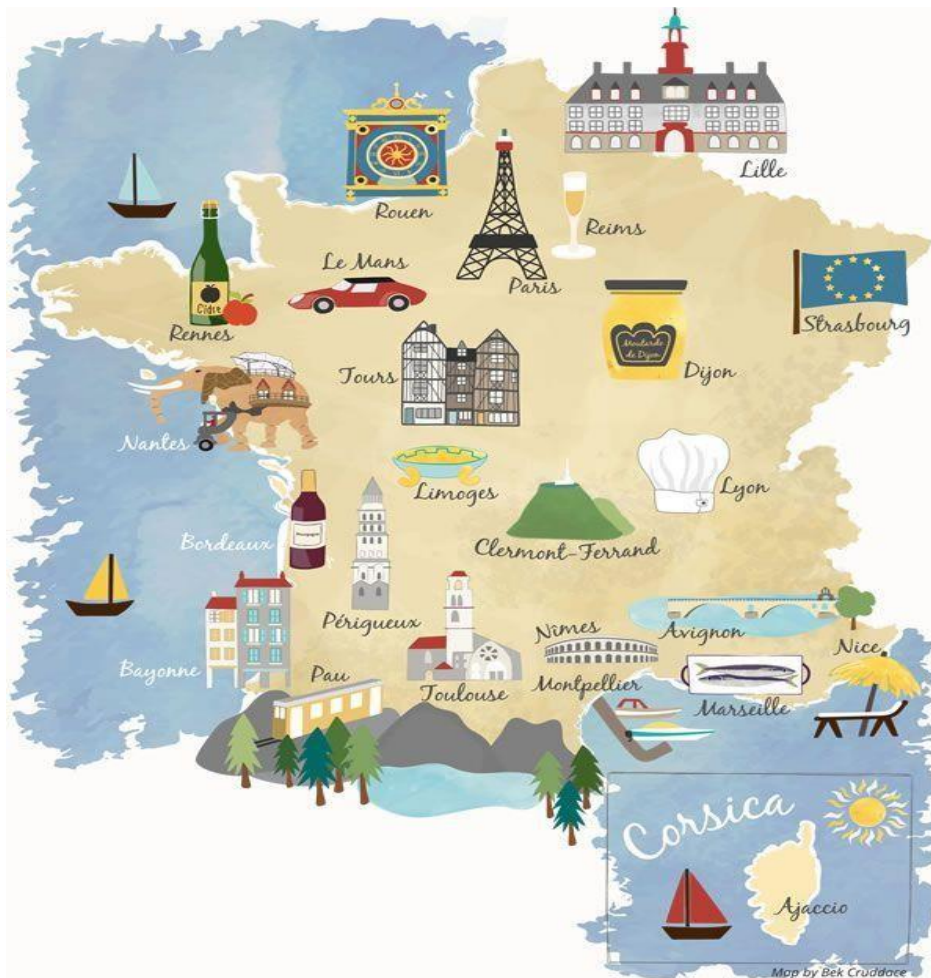 Lille
Rouen
Reims
Le Mans
Paris
Cidre
Rennes
Strasbourg
Moutarde
de Dijon
Tours
Dijon
Nantes
Limoges
Lyon
Bordeaux
Clermont-Ferrand
Périgueux
Avignon
Nîmes
Nice
Bayonne
Pau
Toulouse
Montpellier
Marseille
Corsica
Ajaccio
Map by Bek Cruddace